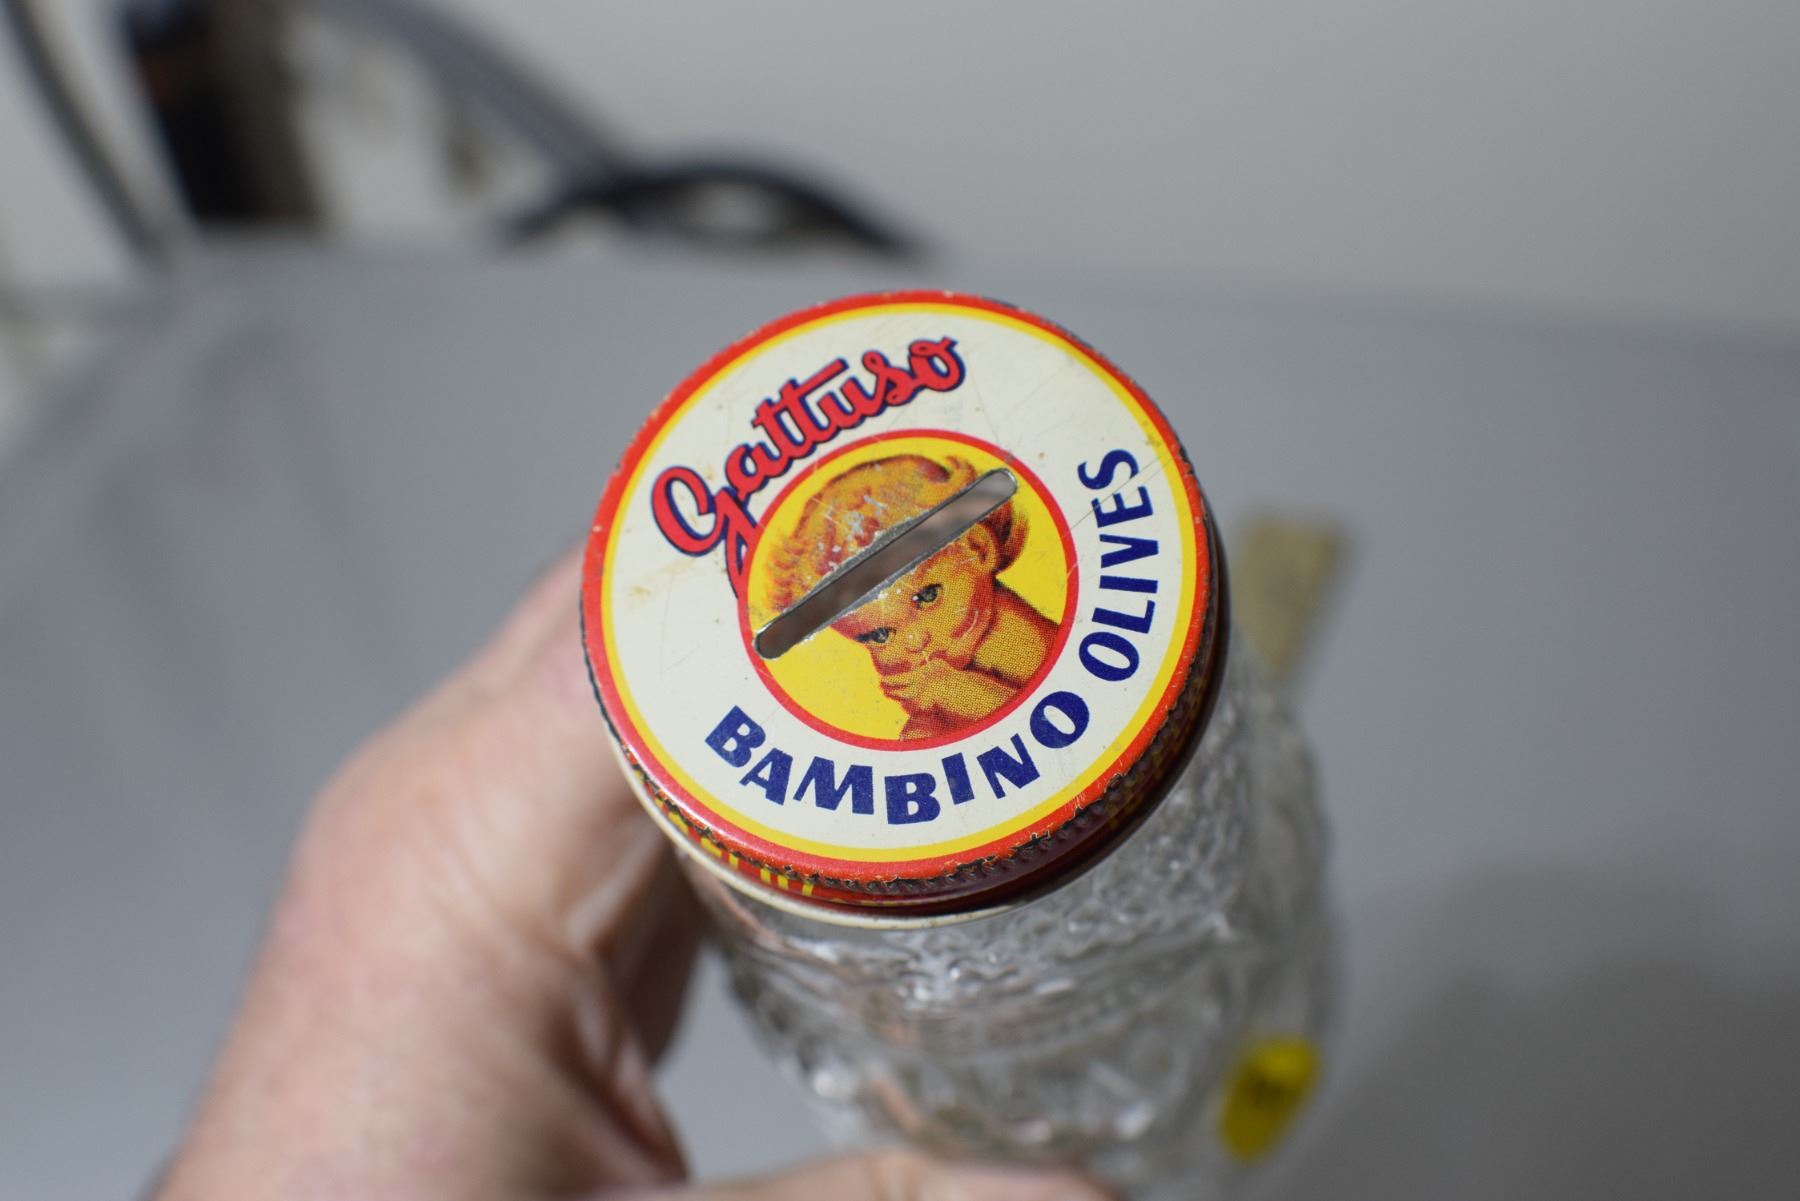 Gattuso
BAMBINO OLIVES